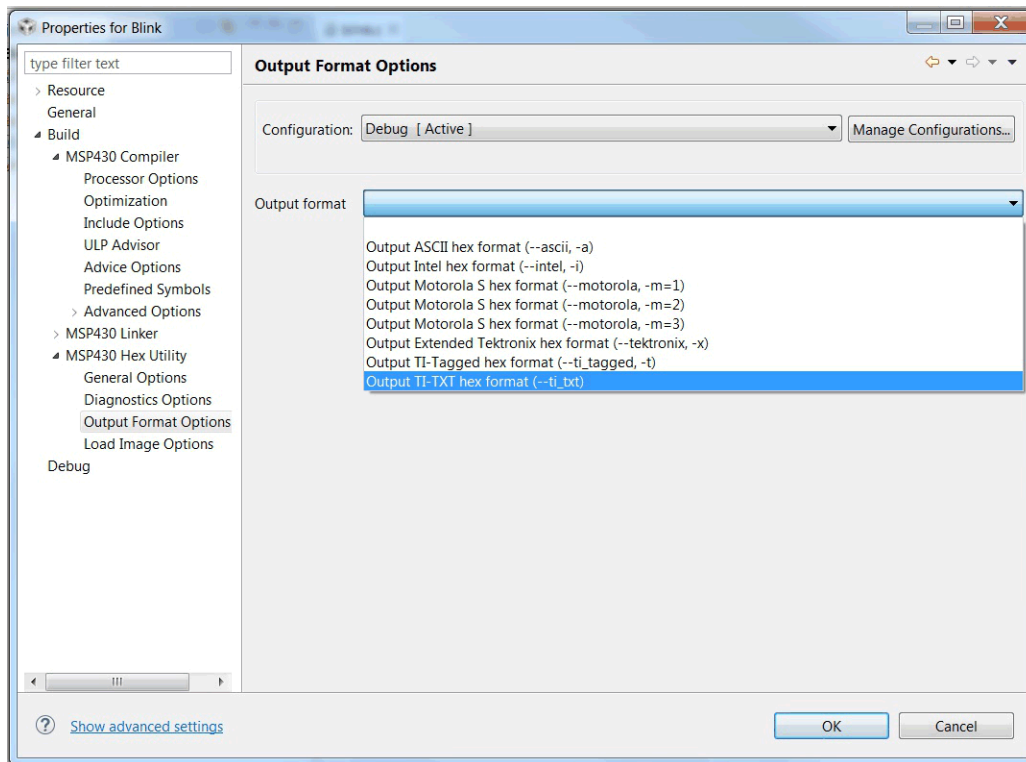 Properties for Blink
type filter text
Resource
General
Build
MSP430 Compiler
Processor Options
Optimization
Include Options
ULP Advisor
Advice Options
Predefined Symbols
Advanced Options
MSP430 Linker
MSP430 Hex Utility
General Options
Diagnostics Options
Output Format Options
Load Image Options
Debug
Output Format Options
Configuration: Debug [ Active ] Manage Configurations...
Output format
Output ASCII hex format (--ascii, -a)
Output Intel hex format (--intel, -i)
Output Motorola S hex format (--motorola, -m=1)
Output Motorola S hex format (--motorola, -m=2)
Output Motorola S hex format (--motorola, -m=3)
Output Extended Tektronix hex format (--tektronix, -x)
Output TI-Tagged hex format (--ti_tagged, -t)
Output TI-TXT hex format (--ti_txt)
Show advanced settings
OK Cancel